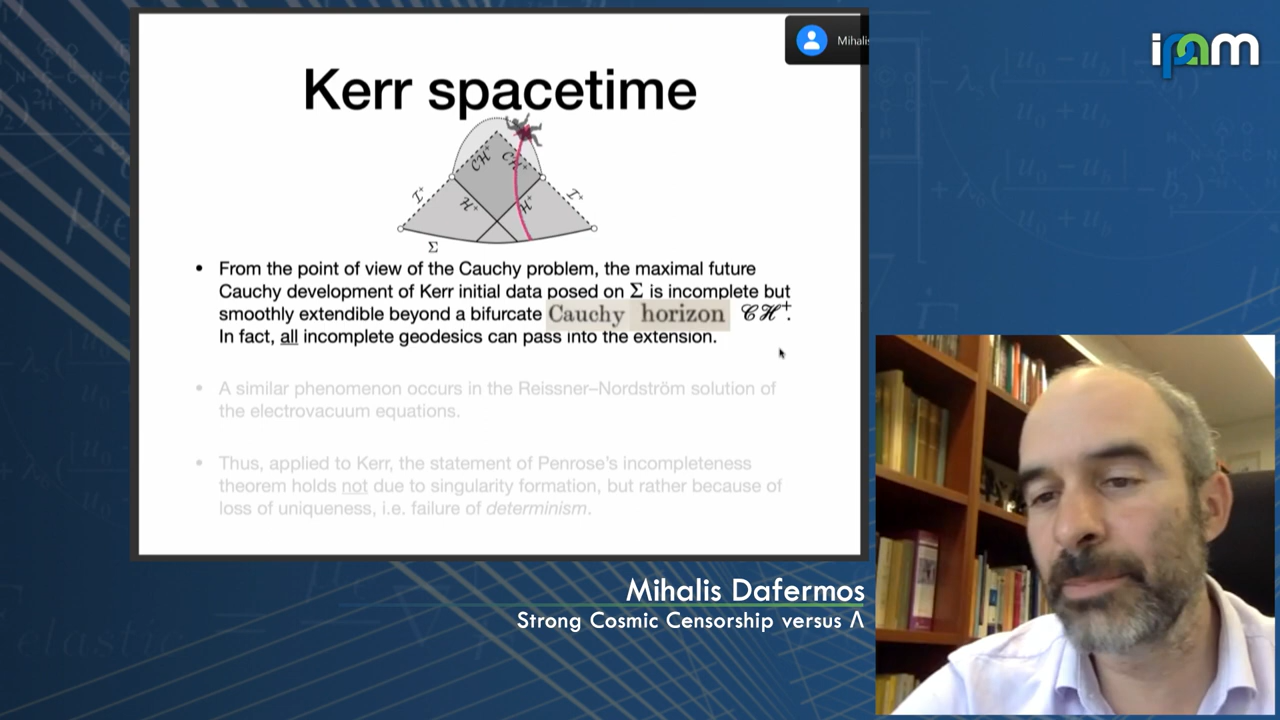 ipam
Mihalis
Kerr spacetime
CH⁺ CH⁺
I⁺ I⁺
H⁺ H⁺
Σ
• From the point of view of the Cauchy problem, the maximal future
Cauchy development of Kerr initial data posed on Σ is incomplete but
smoothly extendible beyond a bifurcate Cauchy horizon CH⁺.
In fact, all incomplete geodesics can pass into the extension.
• A similar phenomenon occurs in the Reissner–Nordström solution of
the electrovacuum equations.
• Thus, applied to Kerr, the statement of Penrose's incompleteness
theorem holds not due to singularity formation, but rather because of
loss of uniqueness, i.e. failure of determinism.
Mihalis Dafermos
Strong Cosmic Censorship versus Λ